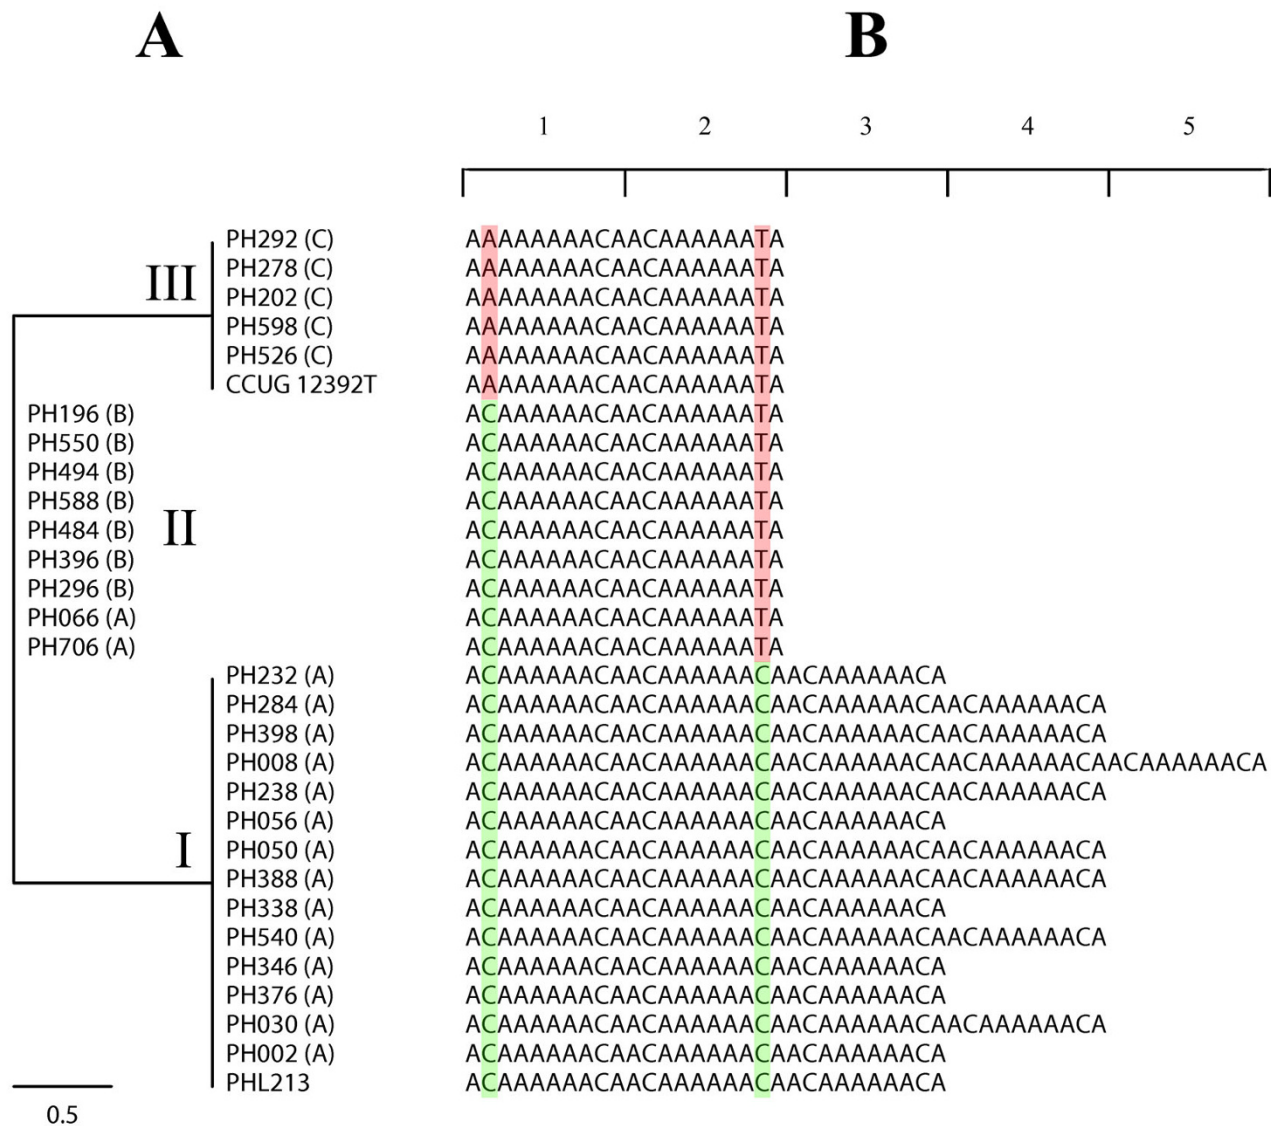 A
B
1 2 3 4 5
III
PH292 (C) AAAAAAAACAACAAAAAATA
PH278 (C) AAAAAAAACAACAAAAAATA
PH202 (C) AAAAAAAACAACAAAAAATA
PH598 (C) AAAAAAAACAACAAAAAATA
PH526 (C) AAAAAAAACAACAAAAAATA
CCUG 12392T AAAAAAAACAACAAAAAATA
II
PH196 (B) ACAAAAAACAACAAAAAATA
PH550 (B) ACAAAAAACAACAAAAAATA
PH494 (B) ACAAAAAACAACAAAAAATA
PH588 (B) ACAAAAAACAACAAAAAATA
PH484 (B) ACAAAAAACAACAAAAAATA
PH396 (B) ACAAAAAACAACAAAAAATA
PH296 (B) ACAAAAAACAACAAAAAATA
PH066 (A) ACAAAAAACAACAAAAAATA
PH706 (A) ACAAAAAACAACAAAAAATA
I
PH232 (A) ACAAAAAACAACAAAAAACAACAAAAAACA
PH284 (A) ACAAAAAACAACAAAAAACAACAAAAAACAACAAAAAACA
PH398 (A) ACAAAAAACAACAAAAAACAACAAAAAACAACAAAAAACA
PH008 (A) ACAAAAAACAACAAAAAACAACAAAAAACAACAAAAAACAACAAAAAACA
PH238 (A) ACAAAAAACAACAAAAAACAACAAAAAACAACAAAAAACA
PH056 (A) ACAAAAAACAACAAAAAACAACAAAAAACA
PH050 (A) ACAAAAAACAACAAAAAACAACAAAAAACAACAAAAAACA
PH388 (A) ACAAAAAACAACAAAAAACAACAAAAAACAACAAAAAACA
PH338 (A) ACAAAAAACAACAAAAAACAACAAAAAACA
PH540 (A) ACAAAAAACAACAAAAAACAACAAAAAACAACAAAAAACA
PH346 (A) ACAAAAAACAACAAAAAACAACAAAAAACA
PH376 (A) ACAAAAAACAACAAAAAACAACAAAAAACA
PH030 (A) ACAAAAAACAACAAAAAACAACAAAAAACAACAAAAAACA
PH002 (A) ACAAAAAACAACAAAAAACAACAAAAAACA
PHL213 ACAAAAAACAACAAAAAACAACAAAAAACA
0.5